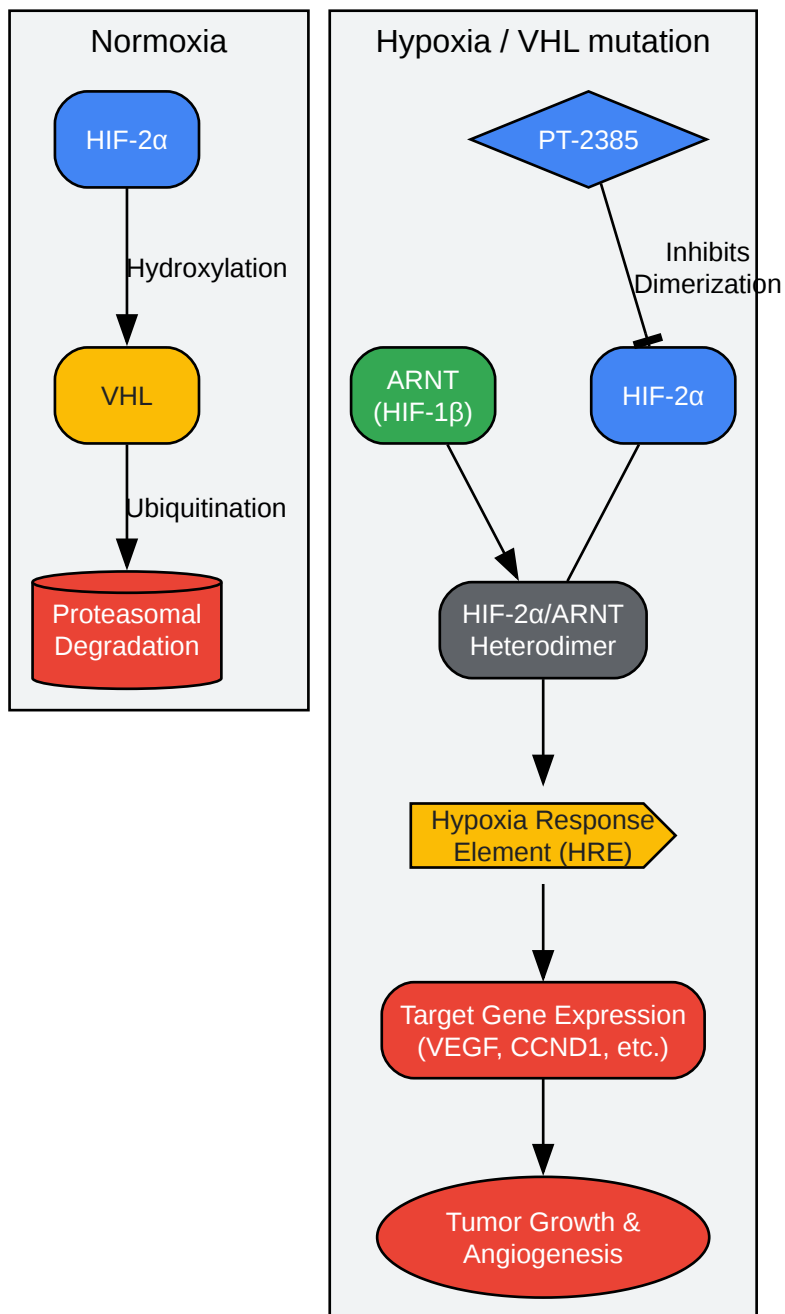 Normoxia
HIF-2α
Hydroxylation
VHL
Ubiquitination
Proteasomal
Degradation
Hypoxia / VHL mutation
PT-2385
Inhibits
Dimerization
ARNT
(HIF-1β)
HIF-2α
HIF-2α/ARNT
Heterodimer
Hypoxia Response
Element (HRE)
Target Gene Expression
(VEGF, CCND1, etc.)
Tumor Growth &
Angiogenesis